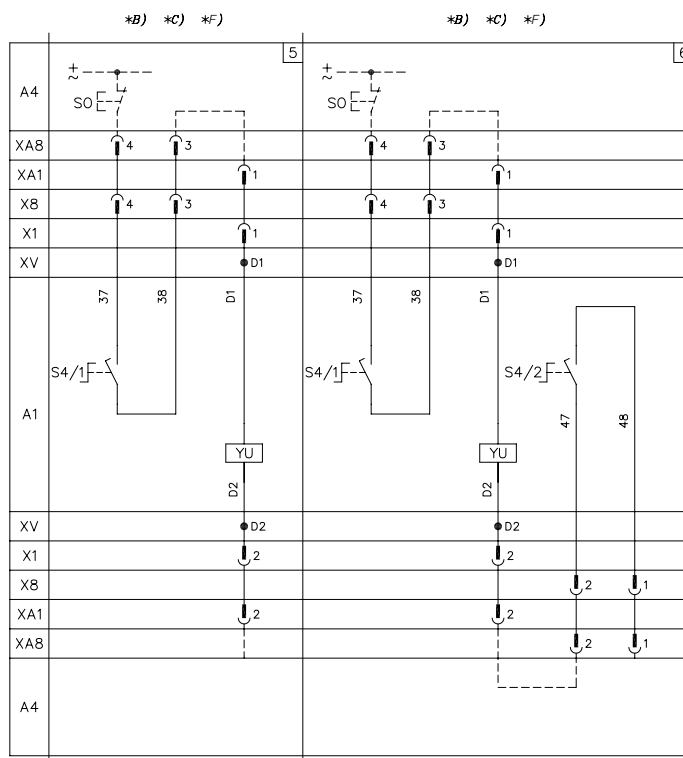 *B) *C) *F) *B) *C) *F)
5 6
A4 ± ~ ± ~
S0 S0
XA8 4 3 4 3
XA1 1 1
X8 4 3 4 3
X1 1 1
XV D1 D1
37 38 D1 37 38 D1
S4/1 S4/1 S4/2
A1 47 48
YU YU
D2 D2
XV D2 D2
X1 2 2
X8 2 1
XA1 2 2
XA8 2 1
A4